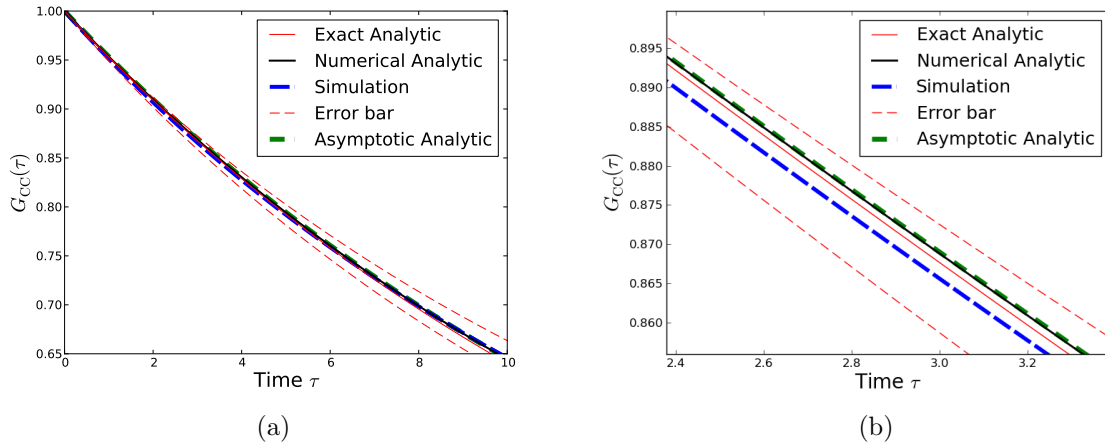 1.00
0.95
0.90
0.85
0.80
0.75
0.70
0.65
G_CC(τ)
0 2 4 6 8 10
Time τ
Exact Analytic
Numerical Analytic
Simulation
Error bar
Asymptotic Analytic
(a)
0.895
0.890
0.885
0.880
0.875
0.870
0.865
0.860
G_CC(τ)
2.4 2.6 2.8 3.0 3.2
Time τ
Exact Analytic
Numerical Analytic
Simulation
Error bar
Asymptotic Analytic
(b)